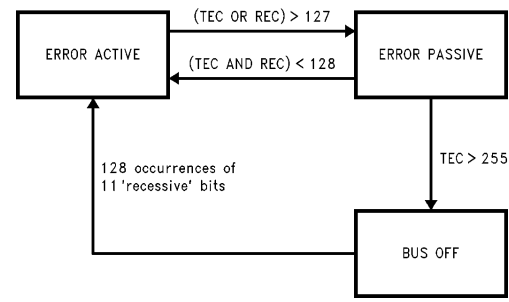 (TEC OR REC) > 127
ERROR ACTIVE
ERROR PASSIVE
(TEC AND REC) < 128
TEC > 255
128 occurrences of
11 'recessive' bits
BUS OFF